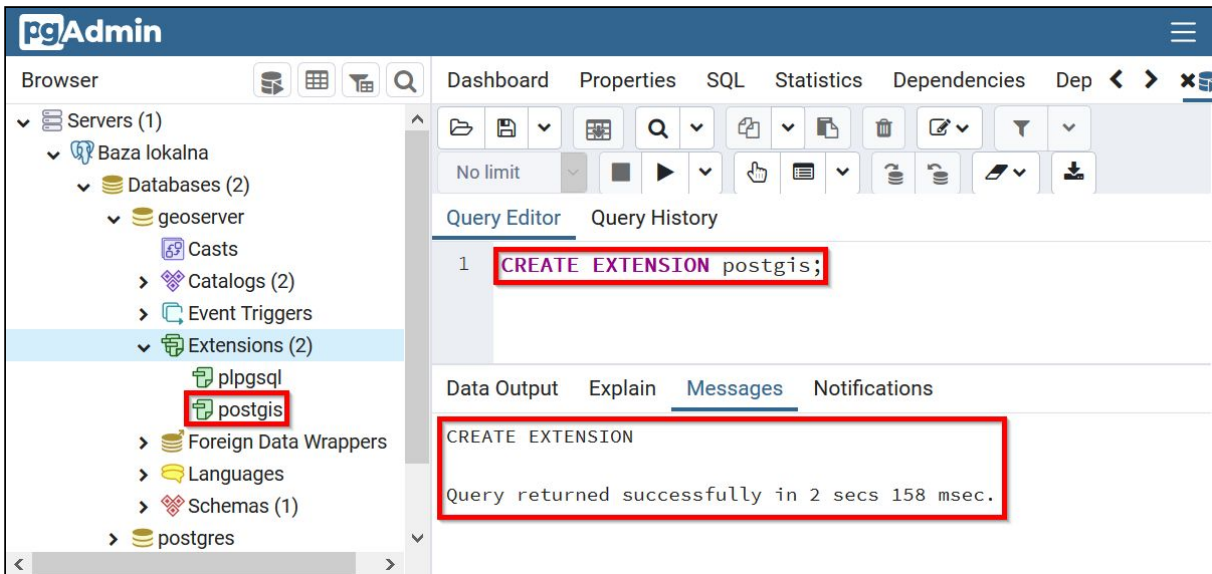 pgAdmin
Browser
Servers (1)
Baza lokalna
Databases (2)
geoserver
Casts
Catalogs (2)
Event Triggers
Extensions (2)
plpgsql
postgis
Foreign Data Wrappers
Languages
Schemas (1)
postgres
Dashboard Properties SQL Statistics Dependencies Dep
No limit
Query Editor Query History
1 CREATE EXTENSION postgis;
Data Output Explain Messages Notifications
CREATE EXTENSION
Query returned successfully in 2 secs 158 msec.